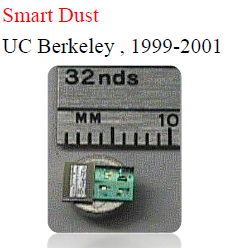 Smart Dust
UC Berkeley , 1999-2001
32nds
MM 10